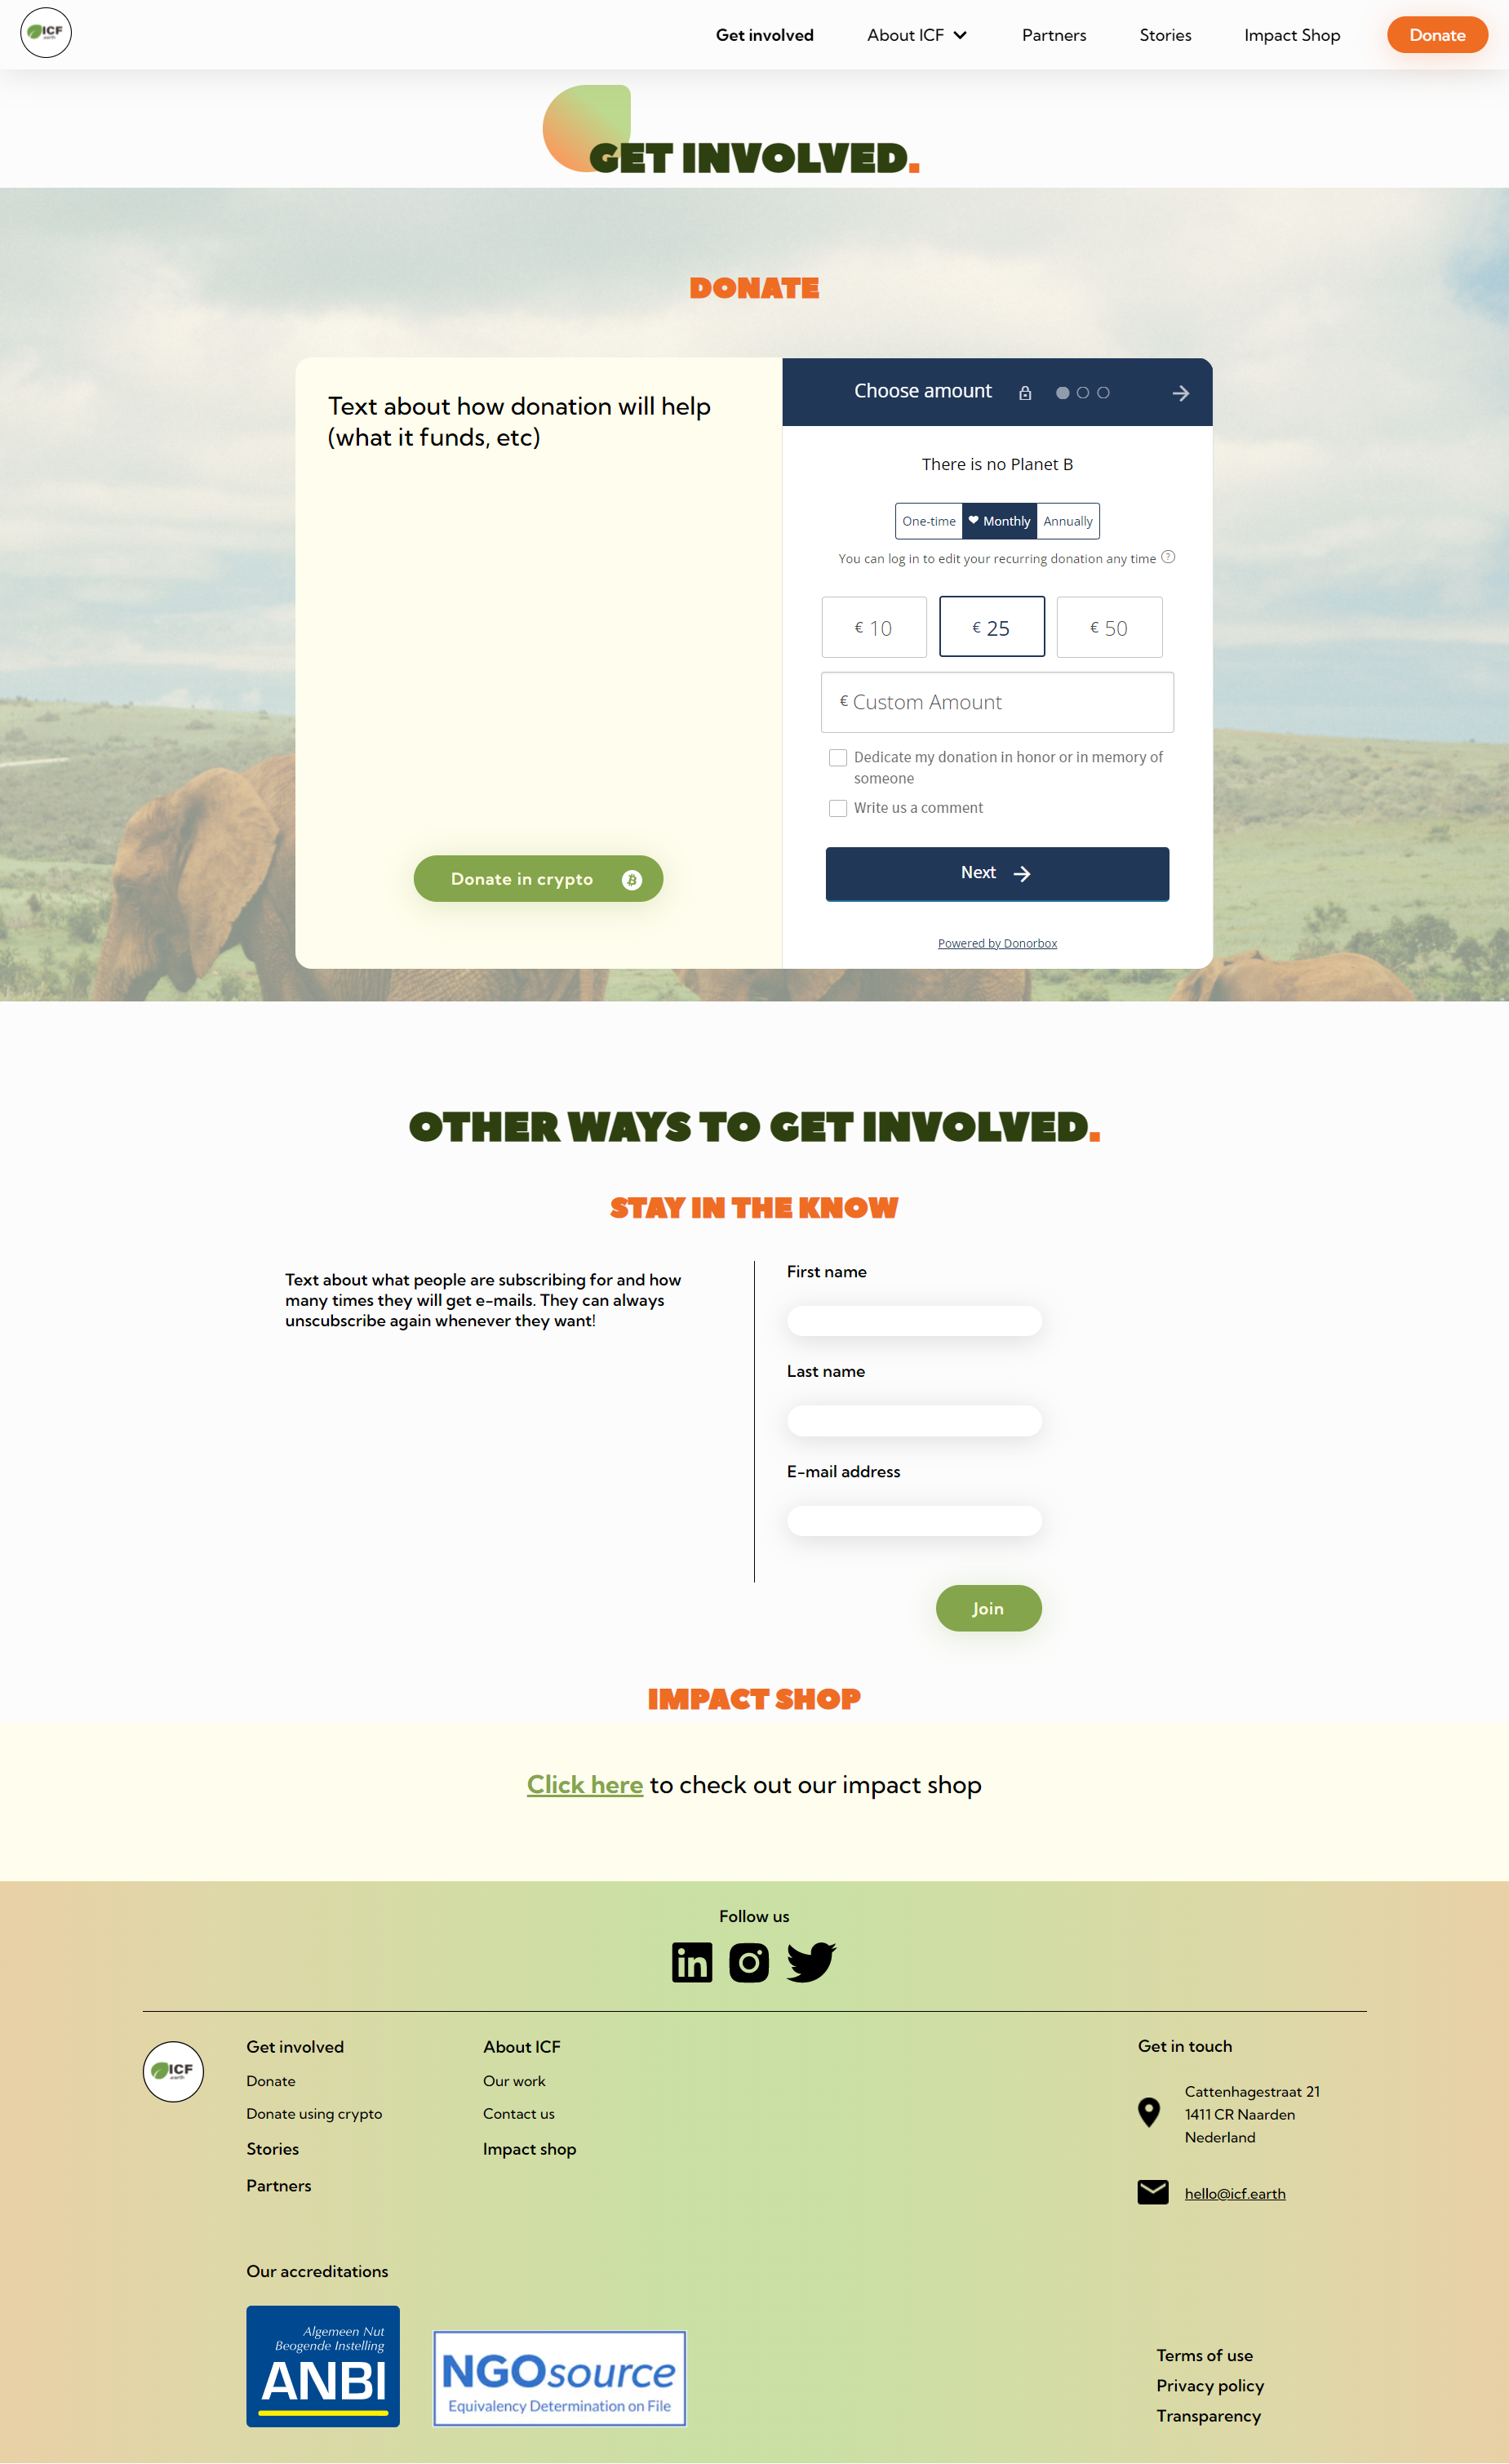 ICF
.earth
Get involved
About ICF
Partners
Stories
Impact Shop
Donate
GET INVOLVED.
DONATE
Text about how donation will help
(what it funds, etc)
Donate in crypto
Choose amount
There is no Planet B
One-time
Monthly
Annually
You can log in to edit your recurring donation any time ?
€ 10
€ 25
€ 50
€ Custom Amount
Dedicate my donation in honor or in memory of
someone
Write us a comment
Next
Powered by Donorbox
OTHER WAYS TO GET INVOLVED.
STAY IN THE KNOW
Text about what people are subscribing for and how
many times they will get e-mails. They can always
unscubscribe again whenever they want!
First name
Last name
E-mail address
Join
IMPACT SHOP
Click here to check out our impact shop
Follow us
in
ICF
.earth
Get involved
Donate
Donate using crypto
Stories
Partners
About ICF
Our work
Contact us
Impact shop
Get in touch
Cattenhagestraat 21
1411 CR Naarden
Nederland
hello@icf.earth
Our accreditations
Algemeen Nut
Beogende Instelling
ANBI
NGOsource
Equivalency Determination on File
Terms of use
Privacy policy
Transparency